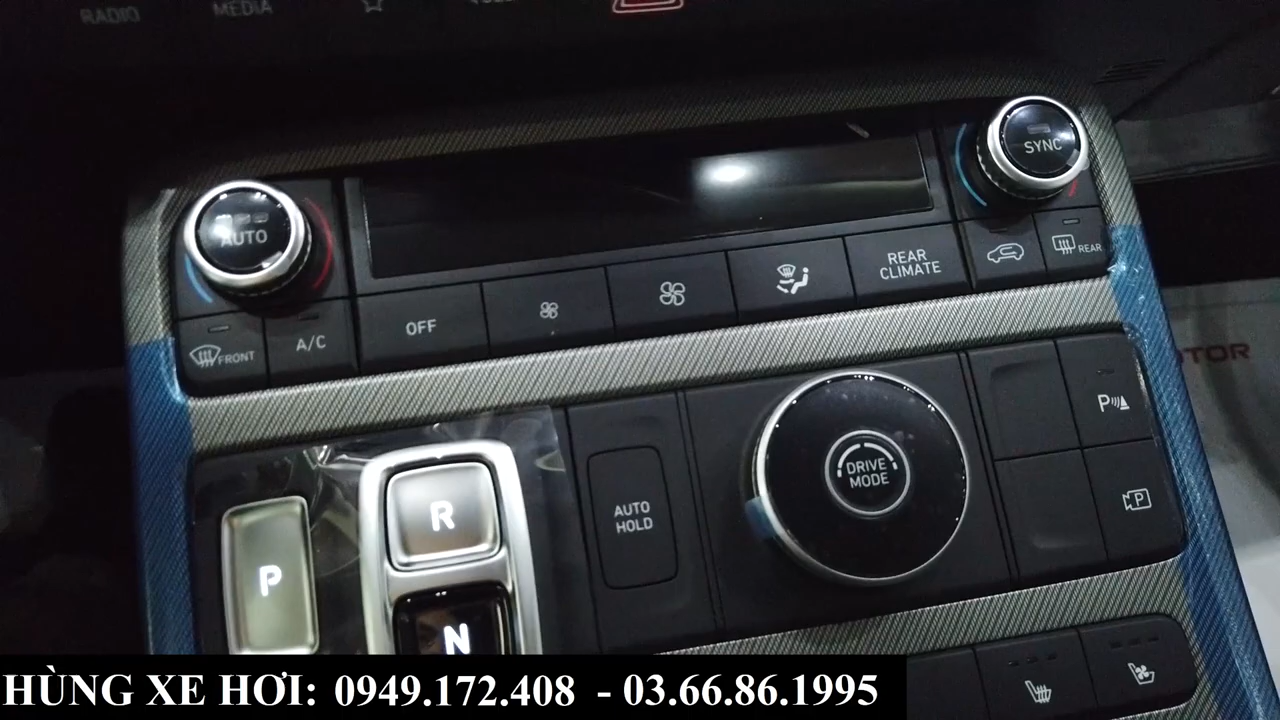 RADIO MEDIA
AUTO
SYNC
FRONT
A/C
OFF
REAR
CLIMATE
REAR
P
R
N
AUTO
HOLD
DRIVE
MODE
P
P
OTOR
HÙNG XE HƠI: 0949.172.408 - 03.66.86.1995